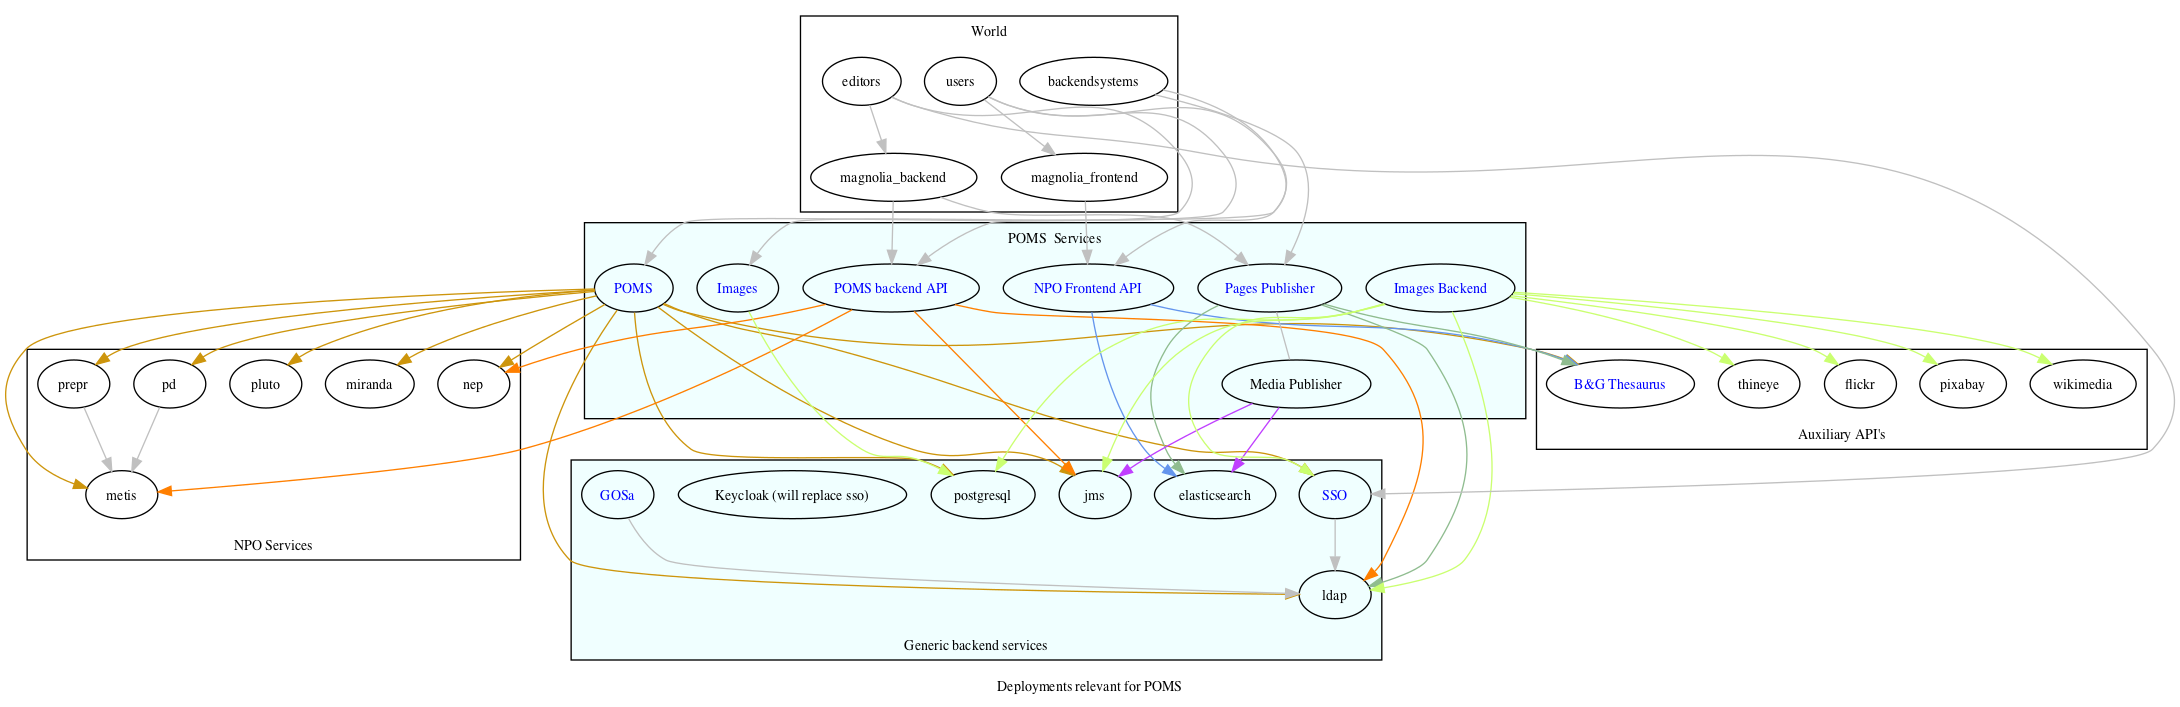 World
editors
users
backendsystems
magnolia_backend
magnolia_frontend
POMS  Services
POMS
Images
POMS backend API
NPO Frontend API
Pages Publisher
Images Backend
prepr
pd
pluto
miranda
nep
Media Publisher
B&G Thesaurus
thineye
flickr
pixabay
wikimedia
Auxiliary API's
metis
NPO Services
GOSa
Keycloak (will replace sso)
postgresql
jms
elasticsearch
SSO
ldap
Generic backend services
Deployments relevant for POMS